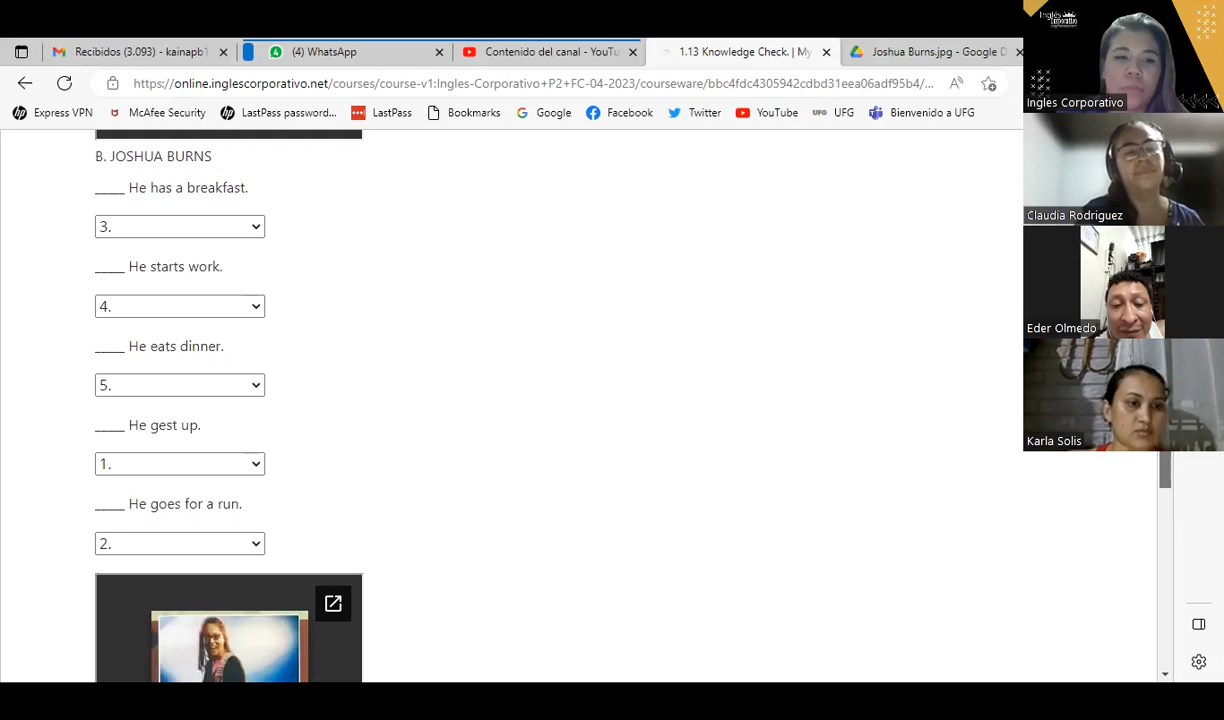 Recibidos (3.093) - kainapb1
(4) WhatsApp
Contenido del canal - YouTu
1.13 Knowledge Check. | My
Joshua Burns.jpg - Google D
https://online.inglescorporativo.net/courses/course-v1:Ingles-Corporativo+P2+FC-04-2023/courseware/bbc4fdc4305942cdbd31eea06adf95b4/...
Express VPN
McAfee Security
LastPass password...
LastPass
Bookmarks
Google
Facebook
Twitter
YouTube
UFG
Bienvenido a UFG
B. JOSHUA BURNS
_____ He has a breakfast.
3.
_____ He starts work.
4.
_____ He eats dinner.
5.
_____ He gest up.
1.
_____ He goes for a run.
2.
Inglés
Corporativo
Ingles Corporativo
Claudia Rodriguez
Eder Olmedo
Karla Solis